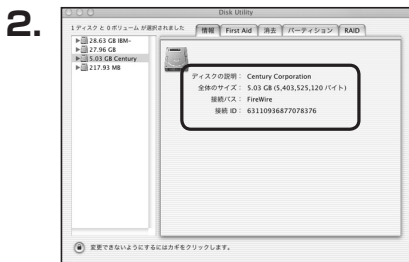 2.
Disk Utility
1 ディスク と 0 ボリューム が選択されました
情報 First Aid 消去 パーティション RAID
28.63 GB IBM-
27.96 GB
5.03 GB Century
217.93 MB
ディスクの説明： Century Corporation
全体のサイズ： 5.03 GB (5,403,525,120 バイト)
接続バス： FireWire
接続 ID： 63110936877078376
変更できないようにするにはカギをクリックします。